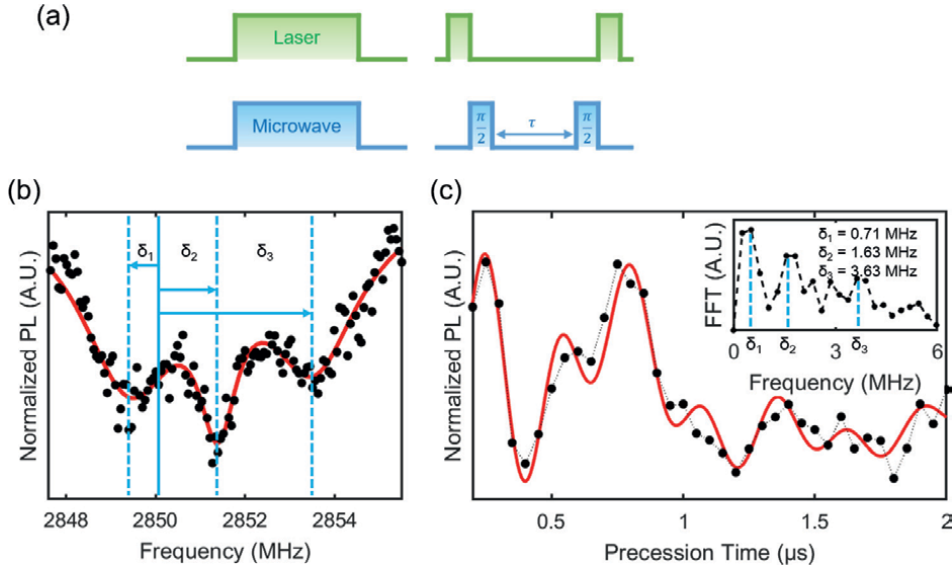 (a)
Laser
Microwave
π/2
τ
π/2
(b)
δ1
δ2
δ3
Normalized PL (A.U.)
2848
2850
2852
2854
Frequency (MHz)
(c)
Normalized PL (A.U.)
0.5
1
1.5
2
Precession Time (μs)
FFT (A.U.)
δ1 = 0.71 MHz
δ2 = 1.63 MHz
δ3 = 3.63 MHz
0
δ1
δ2
3
δ3
6
Frequency (MHz)